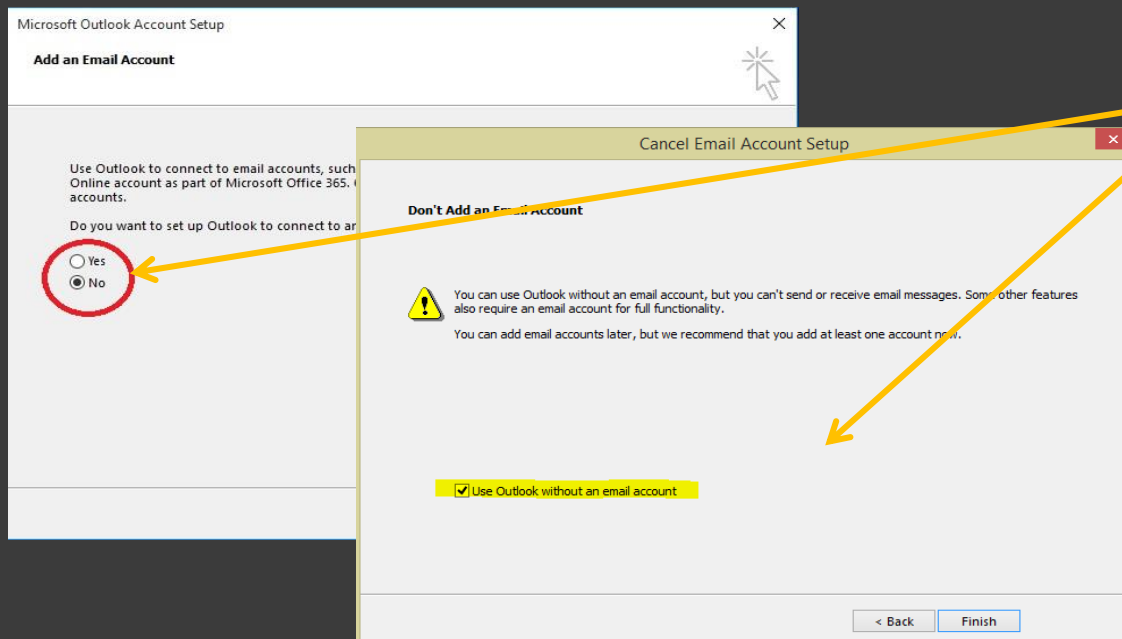 Microsoft Outlook Account Setup
Add an Email Account
Use Outlook to connect to email accounts, such
Online account as part of Microsoft Office 365.
accounts.
Do you want to set up Outlook to connect to
Yes
No
Cancel Email Account Setup
Don't Add an Email Account
You can use Outlook without an email account, but you can't send or receive email messages. Some other features
also require an email account for full functionality.
You can add email accounts later, but we recommend that you add at least one account now.
Use Outlook without an email account
< Back
Finish